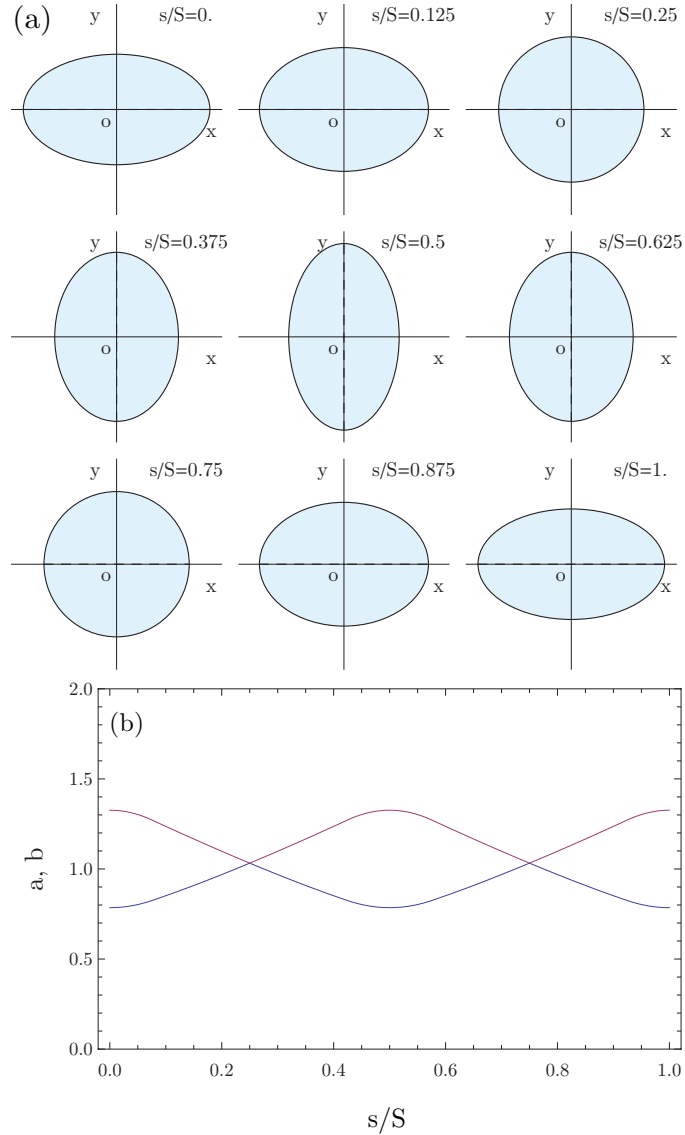 (a)
y s/S=0.
o
x
y s/S=0.125
o
x
y s/S=0.25
o
x
y s/S=0.375
o
x
y s/S=0.5
o
x
y s/S=0.625
o
x
y s/S=0.75
o
x
y s/S=0.875
o
x
y s/S=1.
o
x
(b)
2.0
1.5
1.0
0.5
0.0
a, b
0.0 0.2 0.4 0.6 0.8 1.0
s/S